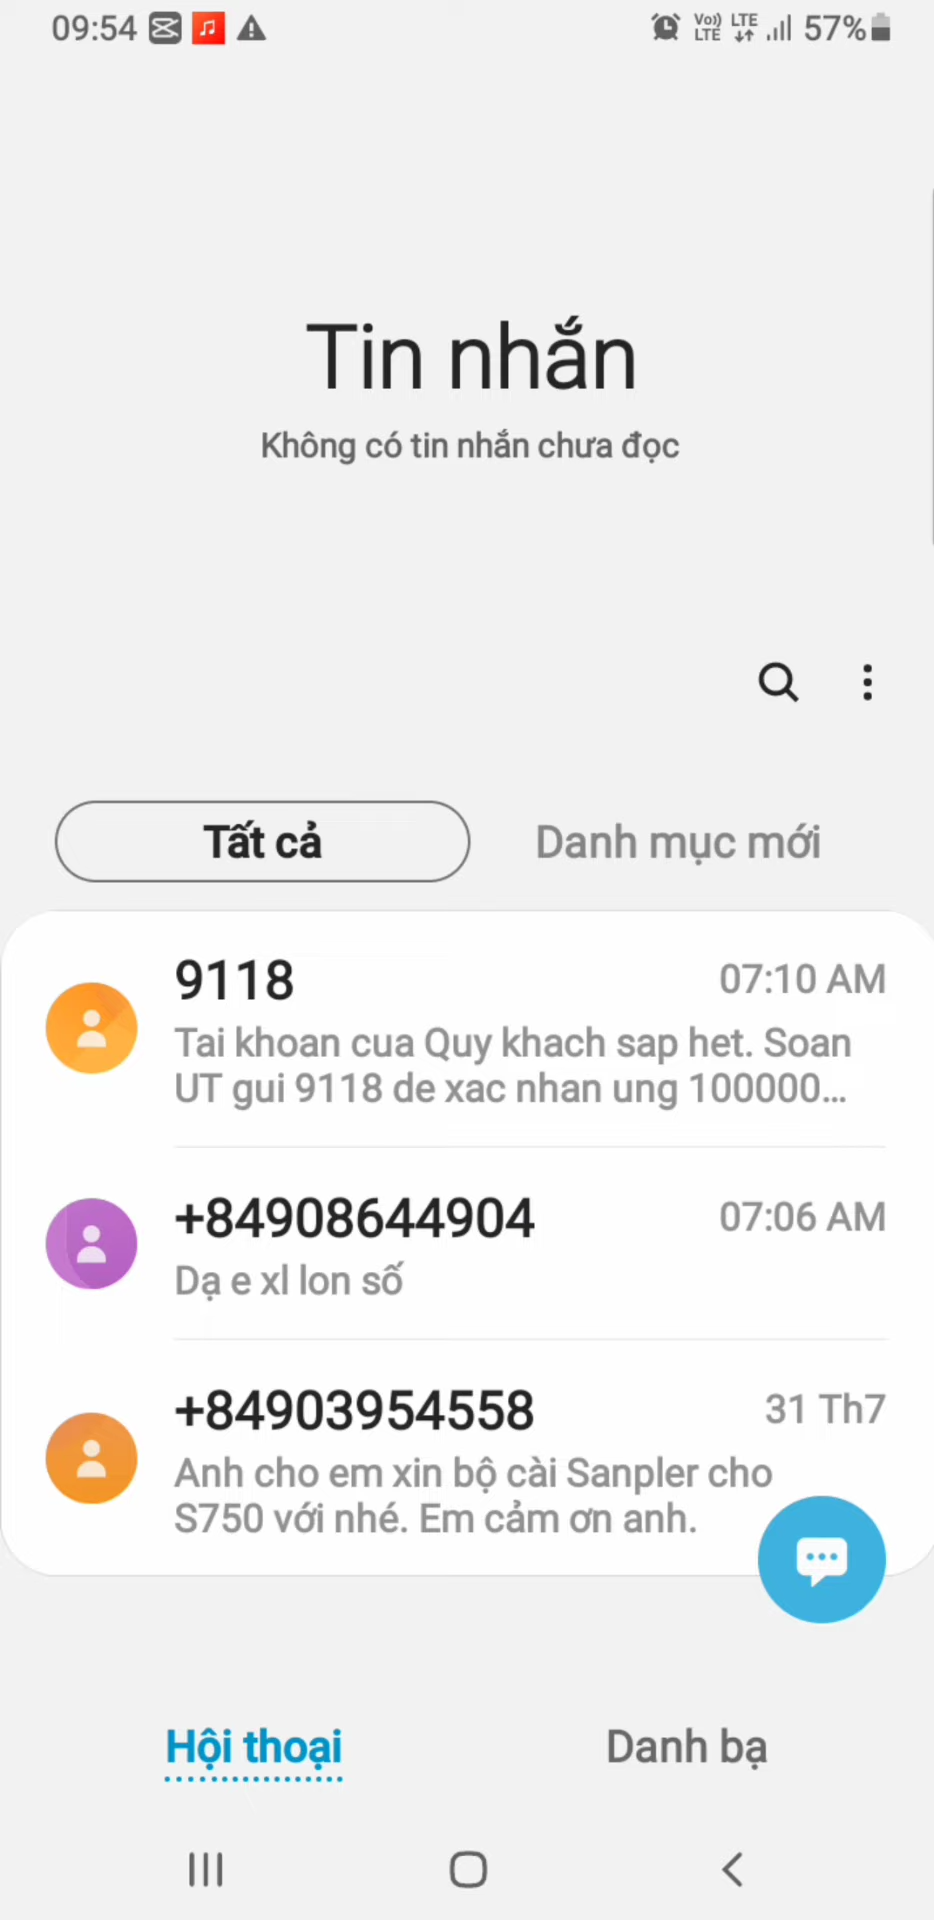 09:54
Vo)) LTE
LTE
57%
Tin nhắn
Không có tin nhắn chưa đọc
Tất cả
Danh mục mới
9118
07:10 AM
Tai khoan cua Quy khach sap het. Soan
UT gui 9118 de xac nhan ung 100000...
+84908644904
07:06 AM
Dạ e xl lon số
+84903954558
31 Th7
Anh cho em xin bộ cài Sanpler cho
S750 với nhé. Em cảm ơn anh.
Hội thoại
Danh bạ